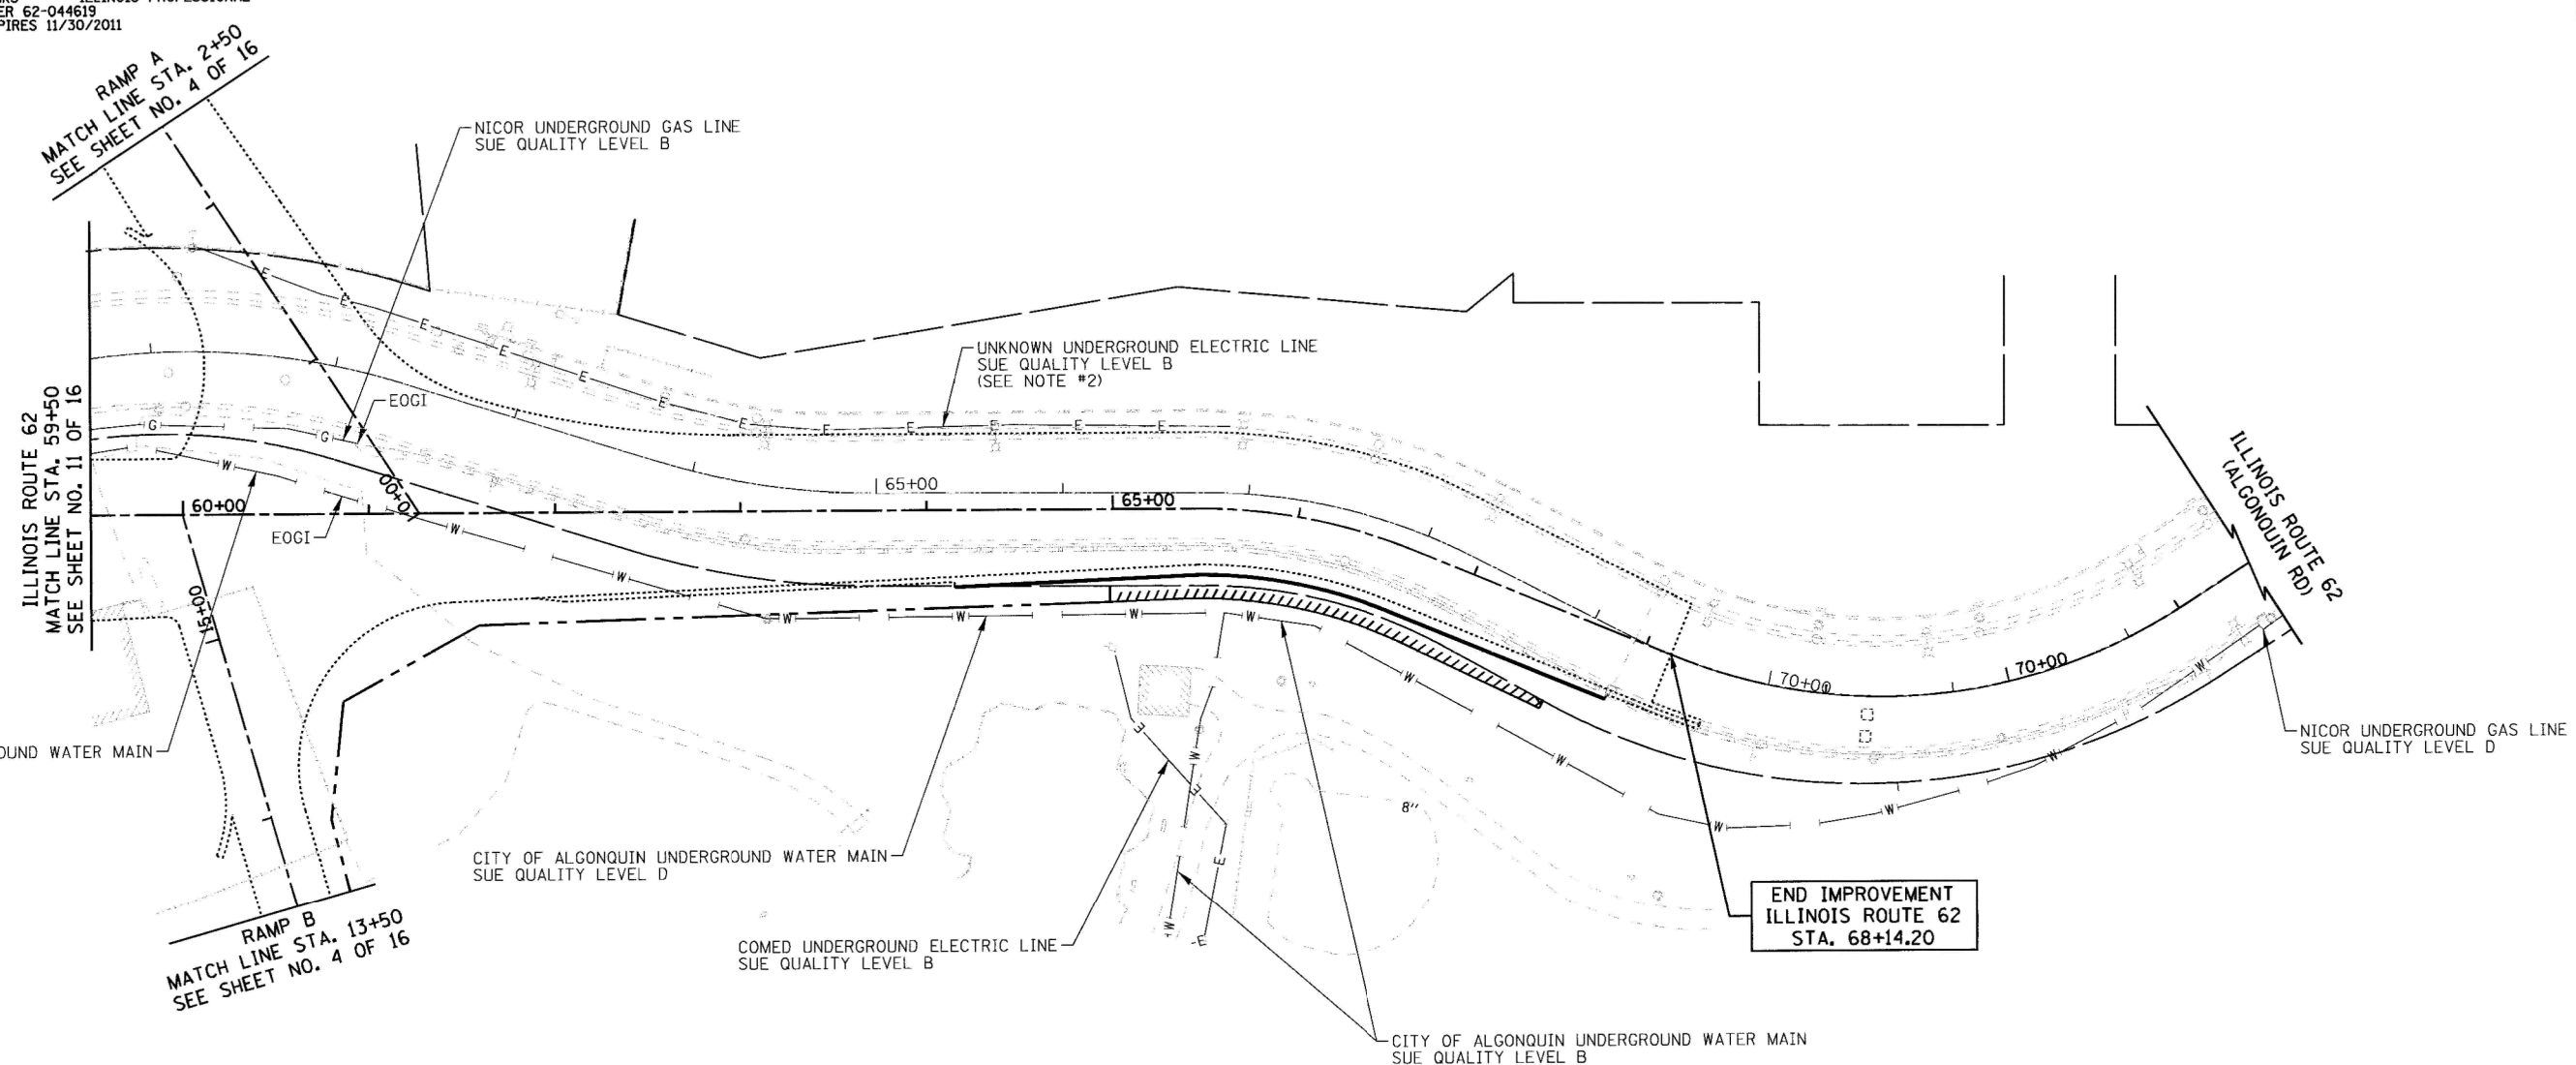 ILLINOIS PROFESSIONAL
ER 62-044619
PIRES 11/30/2011
RAMP A
MATCH LINE STA. 2+50
SEE SHEET NO. 4 OF 16
NICOR UNDERGROUND GAS LINE
SUE QUALITY LEVEL B
UNKNOWN UNDERGROUND ELECTRIC LINE
SUE QUALITY LEVEL B
(SEE NOTE #2)
EOGI
EOGI
ILLINOIS ROUTE 62
MATCH LINE STA. 59+50
SEE SHEET NO. 11 OF 16
60+00
00+01
15+00
65+00
65+00
70+00
70+00
ILLINOIS ROUTE 62
(ALGONQUIN RD)
OUND WATER MAIN
NICOR UNDERGROUND GAS LINE
SUE QUALITY LEVEL D
8"
CITY OF ALGONQUIN UNDERGROUND WATER MAIN
SUE QUALITY LEVEL D
END IMPROVEMENT
ILLINOIS ROUTE 62
STA. 68+14.20
RAMP B
MATCH LINE STA. 13+50
SEE SHEET NO. 4 OF 16
COMED UNDERGROUND ELECTRIC LINE
SUE QUALITY LEVEL B
CITY OF ALGONQUIN UNDERGROUND WATER MAIN
SUE QUALITY LEVEL B